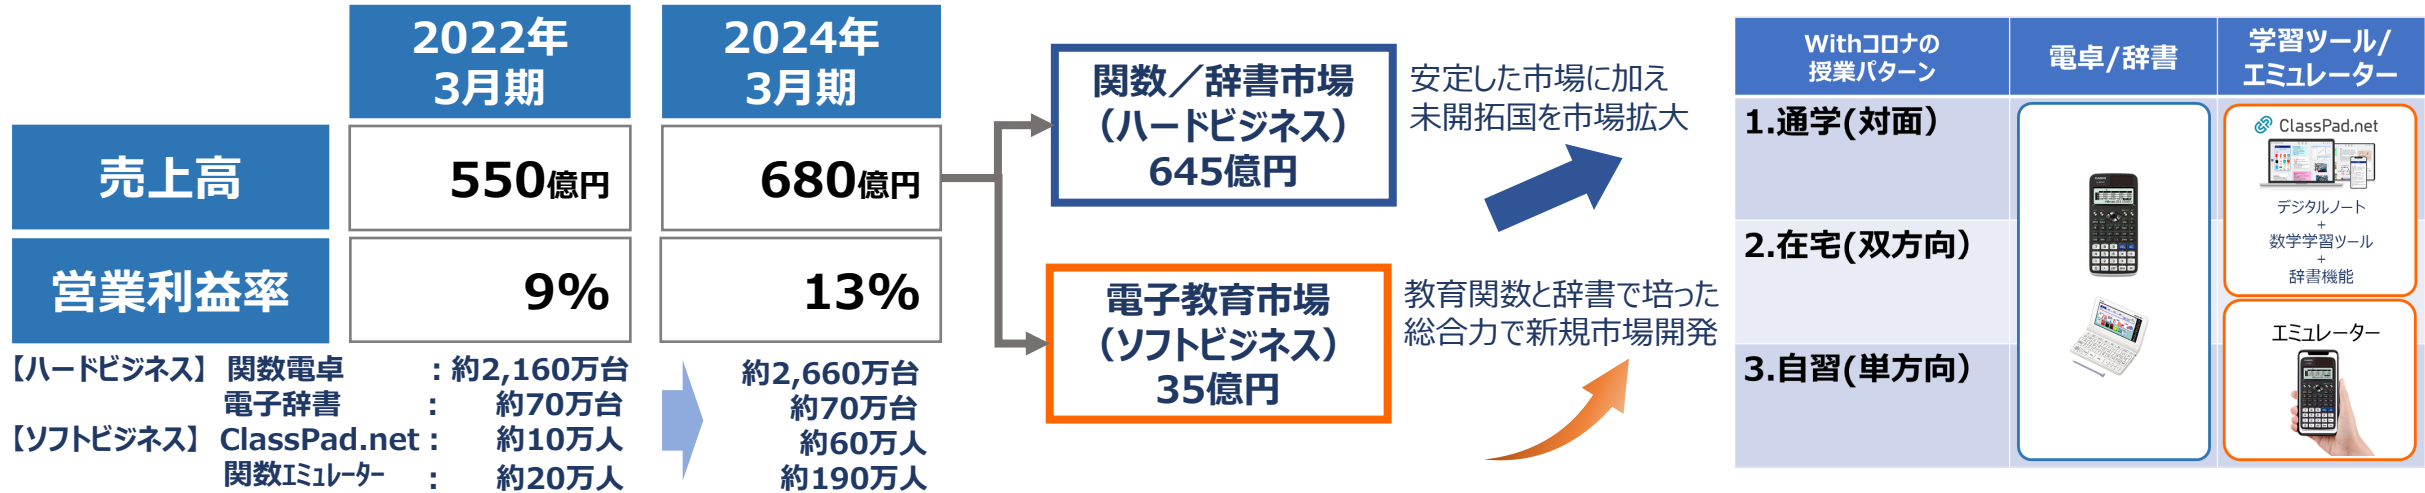 2022年
3月期
2024年
3月期
売上高
550億円
680億円
営業利益率
9%
13%
【ハードビジネス】 関数電卓 ：約2,160万台
約2,660万台
電子辞書 ： 約70万台
約70万台
【ソフトビジネス】 ClassPad.net： 約10万人
約60万人
関数エミュレーター ： 約20万人
約190万人
関数／辞書市場
（ハードビジネス）
645億円
安定した市場に加え
未開拓国を市場拡大
電子教育市場
（ソフトビジネス）
35億円
教育関数と辞書で培った
総合力で新規市場開発
Withコロナの
授業パターン
電卓/辞書
学習ツール/
エミュレーター
1.通学(対面）
2.在宅(双方向）
3.自習(単方向）
ClassPad.net
デジタルノート
+
数学学習ツール
+
辞書機能
エミュレーター